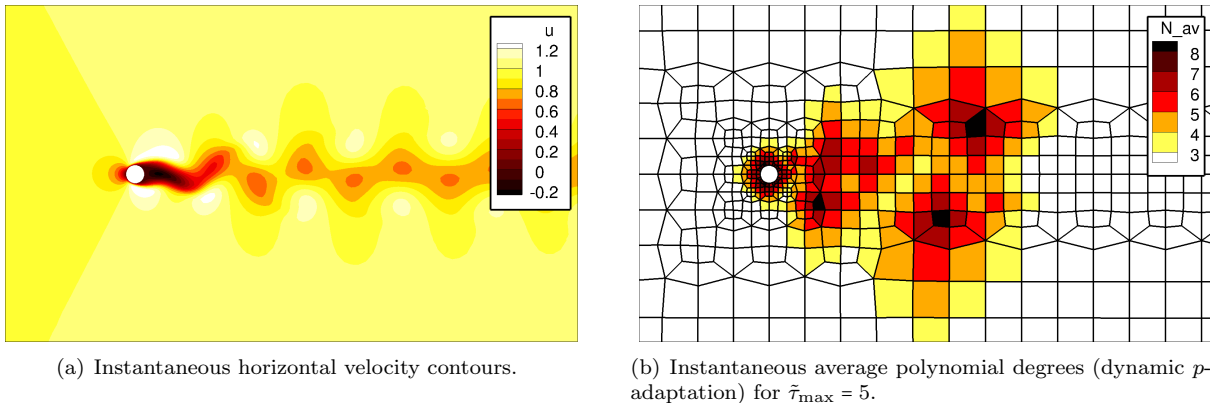 u
1.2
1
0.8
0.6
0.4
0.2
0
-0.2
N_av
8
7
6
5
4
3
(a) Instantaneous horizontal velocity contours.
(b) Instantaneous average polynomial degrees (dynamic p-
adaptation) for τ̃max = 5.